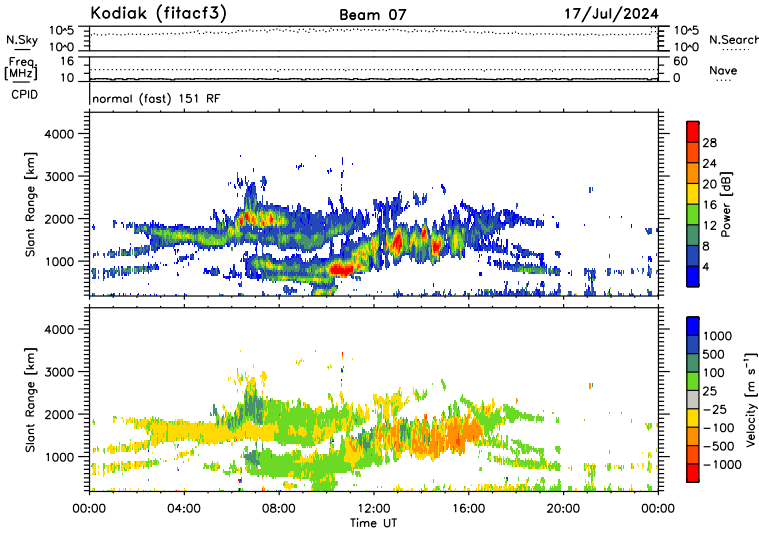 Kodiak (fitacf3) Beam 07 17/Jul/2024
N.Sky 10^5 10^0 10^5 10^0 N.Search
Freq. [MHz] 16 10 60 0 Nave
CPID normal (fast) 151 RF
Slant Range [km] 4000 3000 2000 1000
28 24 20 16 12 8 4 Power [dB]
Slant Range [km] 4000 3000 2000 1000
1000 500 100 25 −25 −100 −500 −1000 Velocity [m s⁻¹]
00:00 04:00 08:00 12:00 16:00 20:00 00:00
Time UT